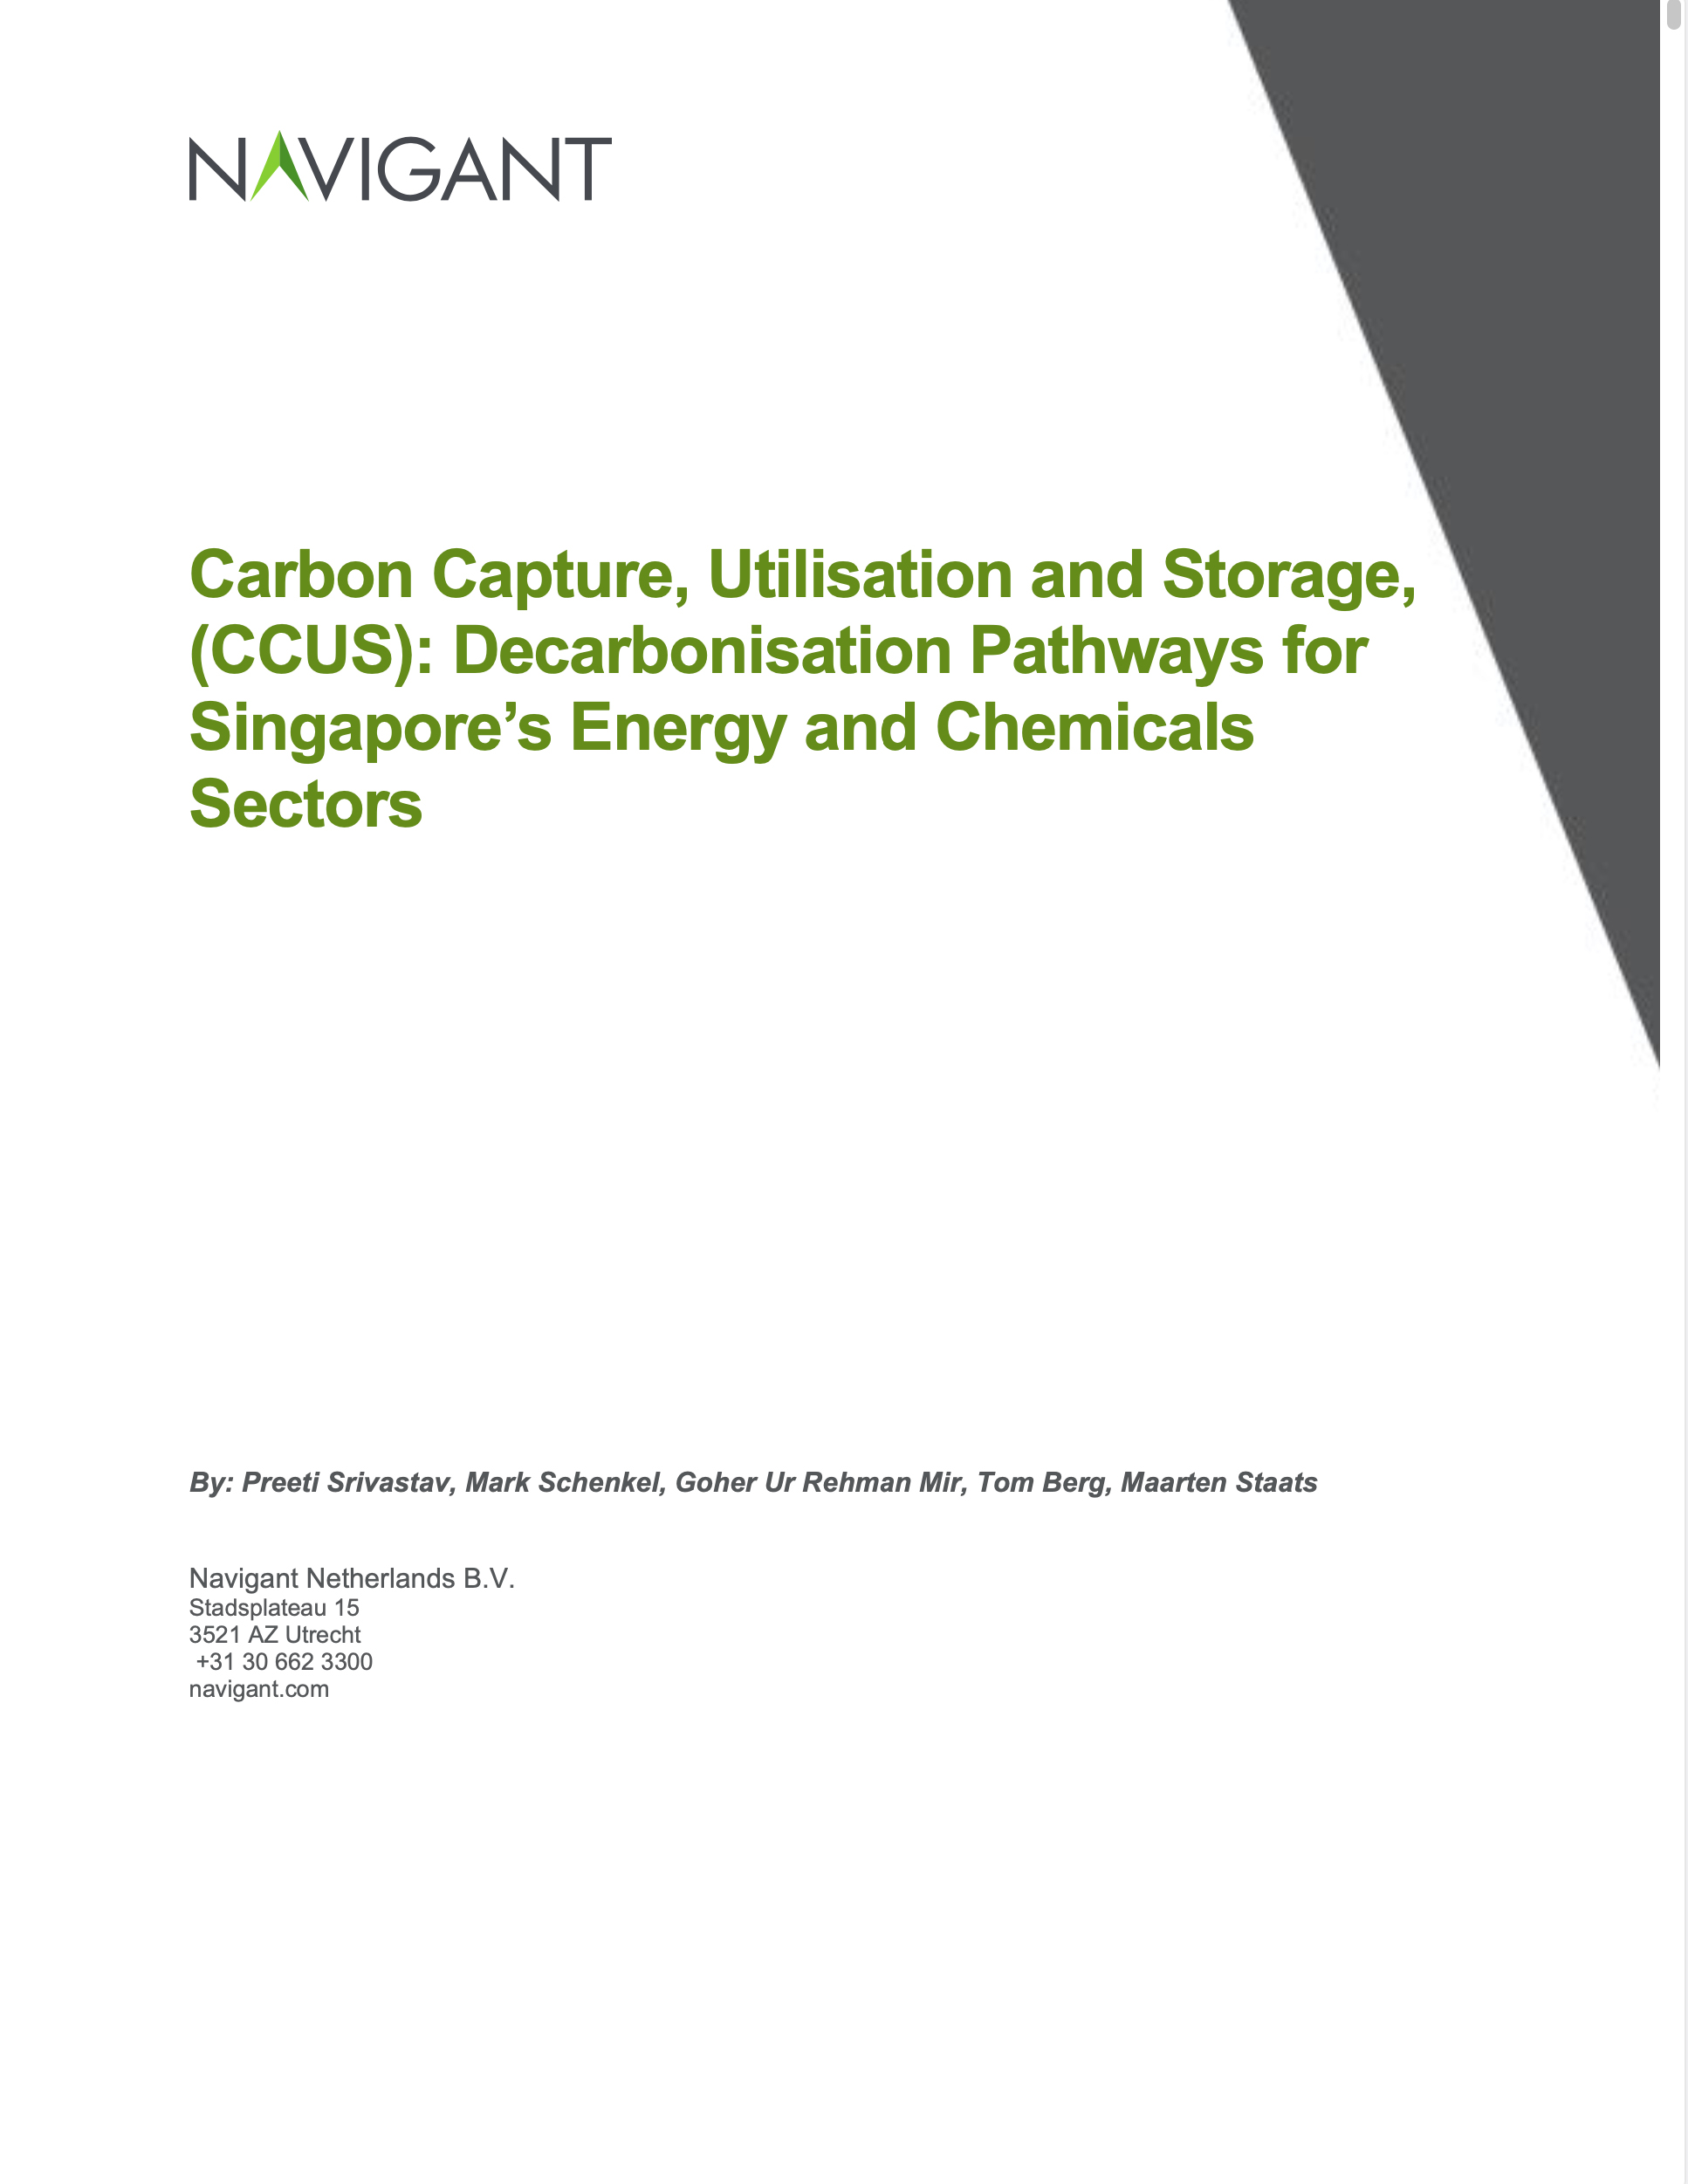 NAVIGANT
Carbon Capture, Utilisation and Storage,
(CCUS): Decarbonisation Pathways for
Singapore’s Energy and Chemicals
Sectors
By: Preeti Srivastav, Mark Schenkel, Goher Ur Rehman Mir, Tom Berg, Maarten Staats
Navigant Netherlands B.V.
Stadsplateau 15
3521 AZ Utrecht
+31 30 662 3300
navigant.com